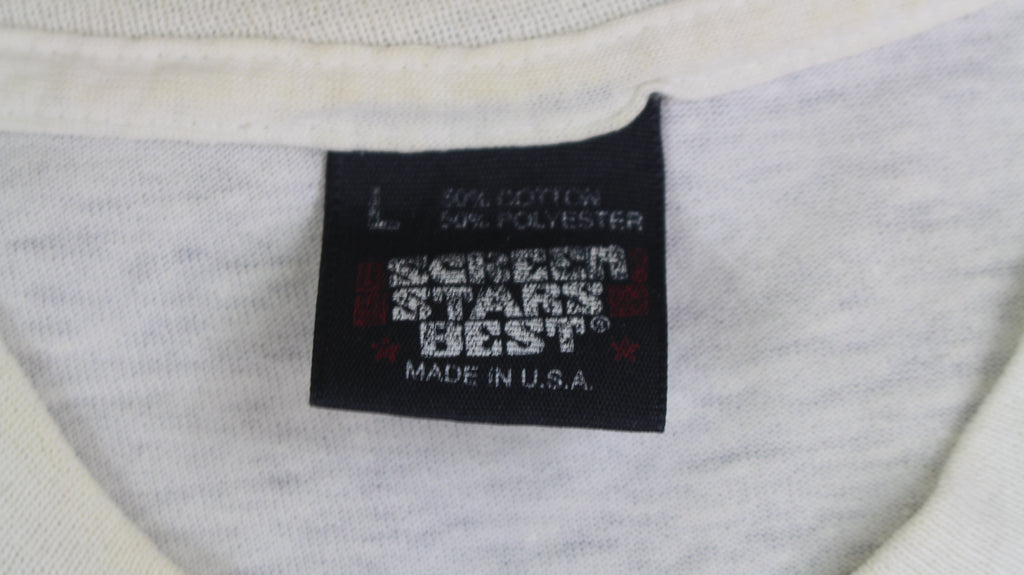 L
50% COTTON
50% POLYESTER
SCREEN
STARS
BEST®
MADE IN U.S.A.